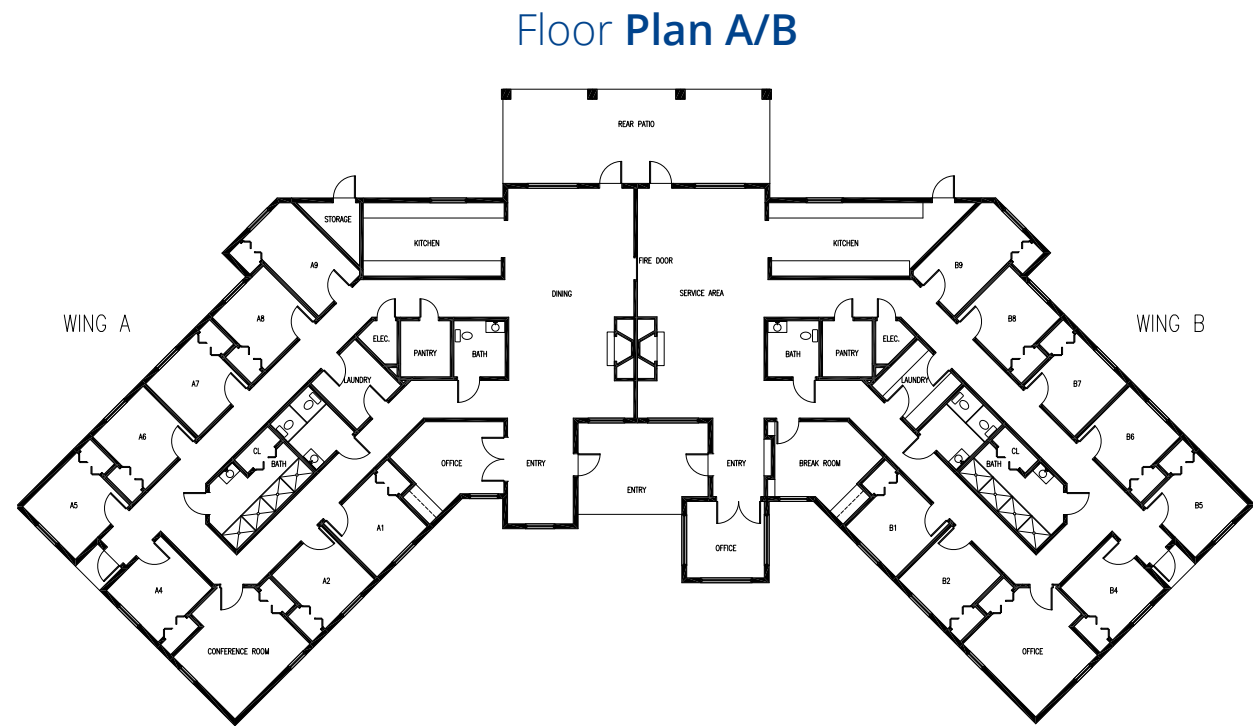 Floor Plan A/B
REAR PATIO
STORAGE
KITCHEN
KITCHEN
A9
B9
FIRE DOOR
DINING
SERVICE AREA
WING A
WING B
A8
B8
ELEC.
PANTRY
BATH
BATH
PANTRY
ELEC.
A7
LAUNDRY
LAUNDRY
B7
A6
B6
CL
BATH
OFFICE
ENTRY
ENTRY
BREAK ROOM
BATH
CL
A5
ENTRY
B5
A1
B1
OFFICE
A4
A2
B2
B4
CONFERENCE ROOM
OFFICE